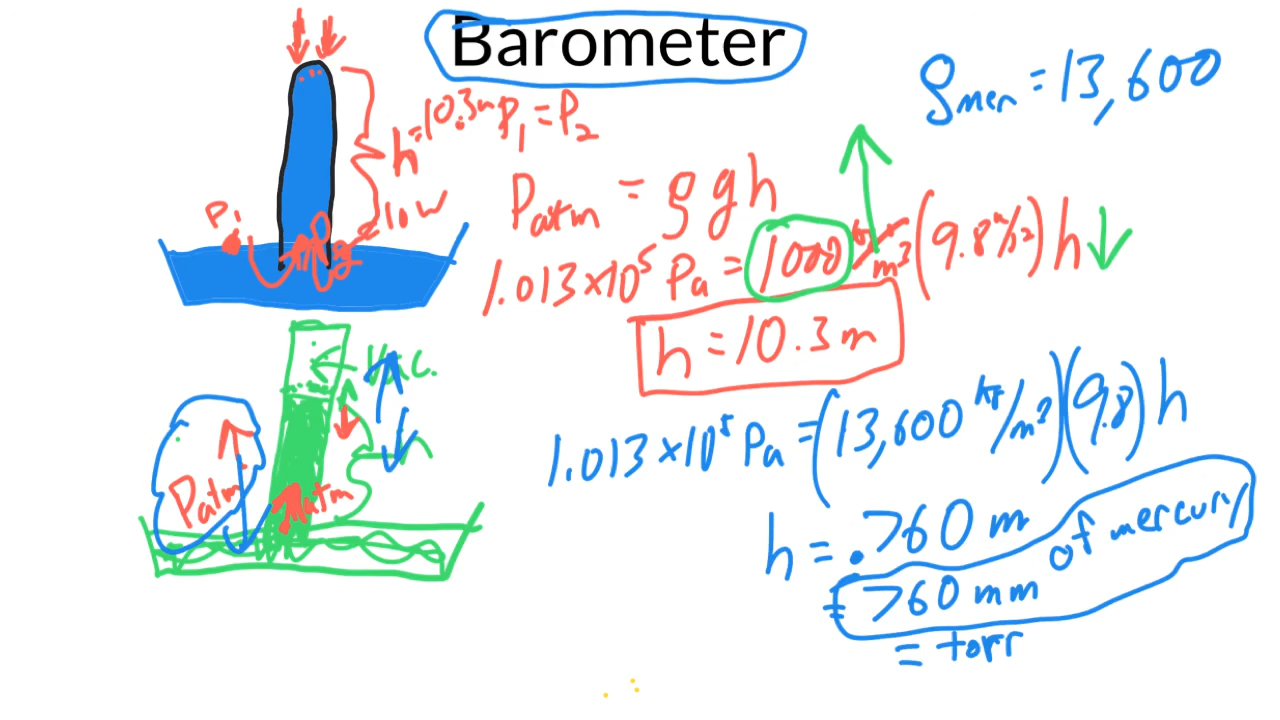 Barometer
ρmer = 13,600
h = 10.3m
P₁ = P₂
Patm = ρgh
P₁
1.013×10⁵ Pa = 1000 kg/m³ (9.8 m/s²) h
h = 10.3 m
Vac.
1.013×10⁵ Pa = (13,600 kg/m³)(9.8) h
h
Patm
atm
h = .760 m
= 760 mm of mercury
= torr